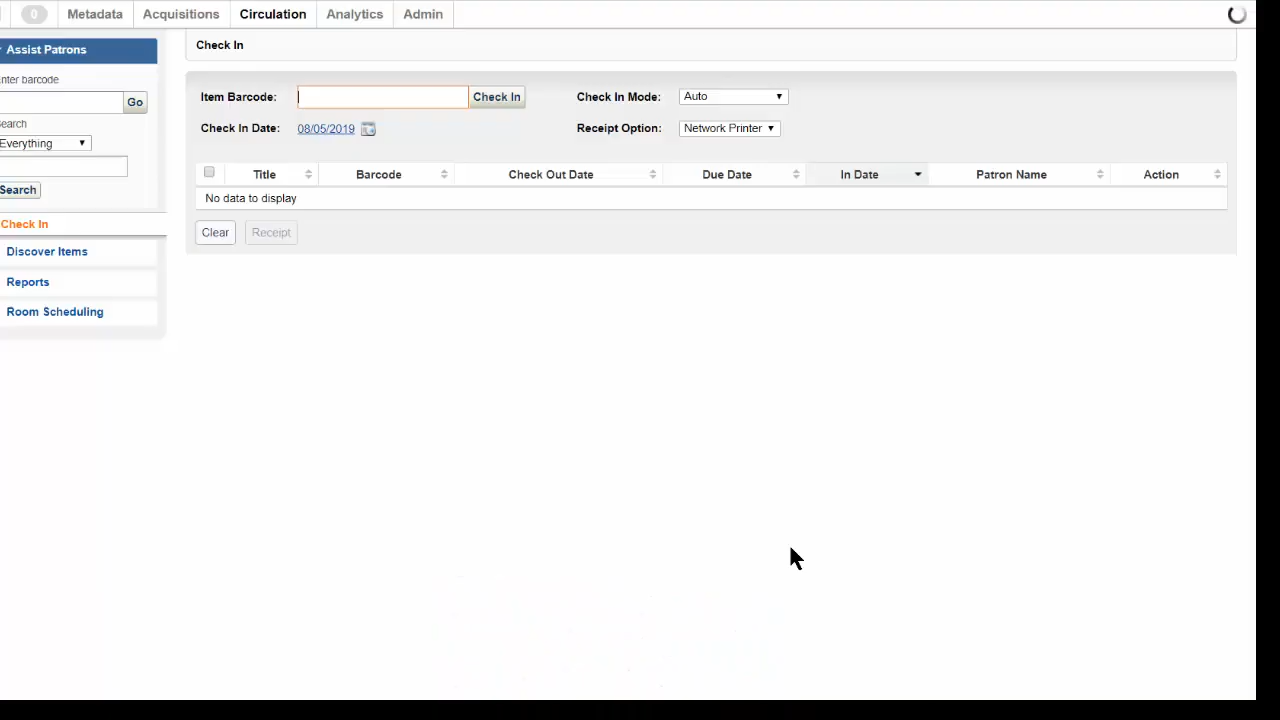 0 Metadata Acquisitions Circulation Analytics Admin
Assist Patrons
nter barcode
Go
earch
Everything
Search
Check In
Discover Items
Reports
Room Scheduling
Check In
Item Barcode: Check In Check In Mode: Auto
Check In Date: 08/05/2019 Receipt Option: Network Printer
Title Barcode Check Out Date Due Date In Date Patron Name Action
No data to display
Clear Receipt